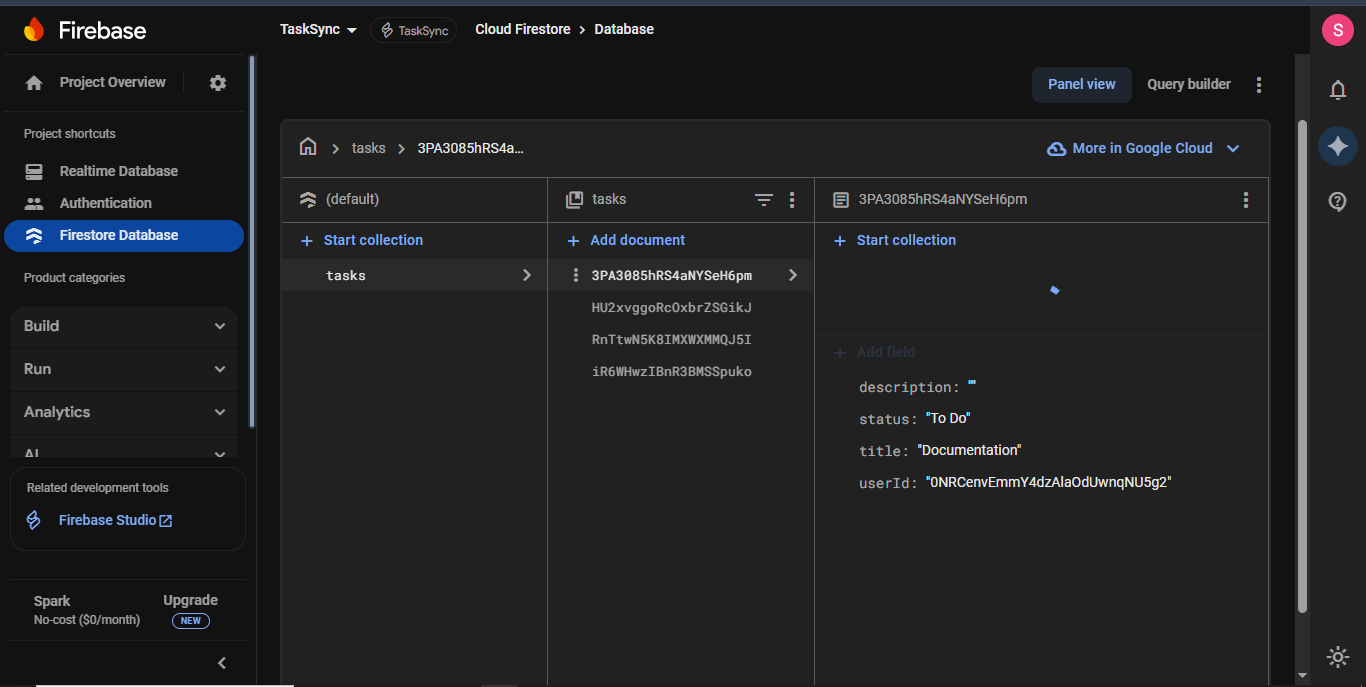 Firebase
TaskSync
TaskSync
Cloud Firestore
Database
S
Project Overview
Project shortcuts
Realtime Database
Authentication
Firestore Database
Product categories
Build
Run
Analytics
AI
Related development tools
Firebase Studio
Spark
No-cost ($0/month)
Upgrade
NEW
Panel view
Query builder
tasks
3PA3085hRS4a...
More in Google Cloud
(default)
+ Start collection
tasks
tasks
+ Add document
3PA3085hRS4aNYSeH6pm
HU2xvggoRcOxbrZSGikJ
RnTtwN5K8IMXWXMMQJ5I
iR6WHwzIBnR3BMSSpuko
3PA3085hRS4aNYSeH6pm
+ Start collection
+ Add field
description: ""
status: "To Do"
title: "Documentation"
userId: "0NRCenvEmmY4dzAlaOdUwnqNU5g2"